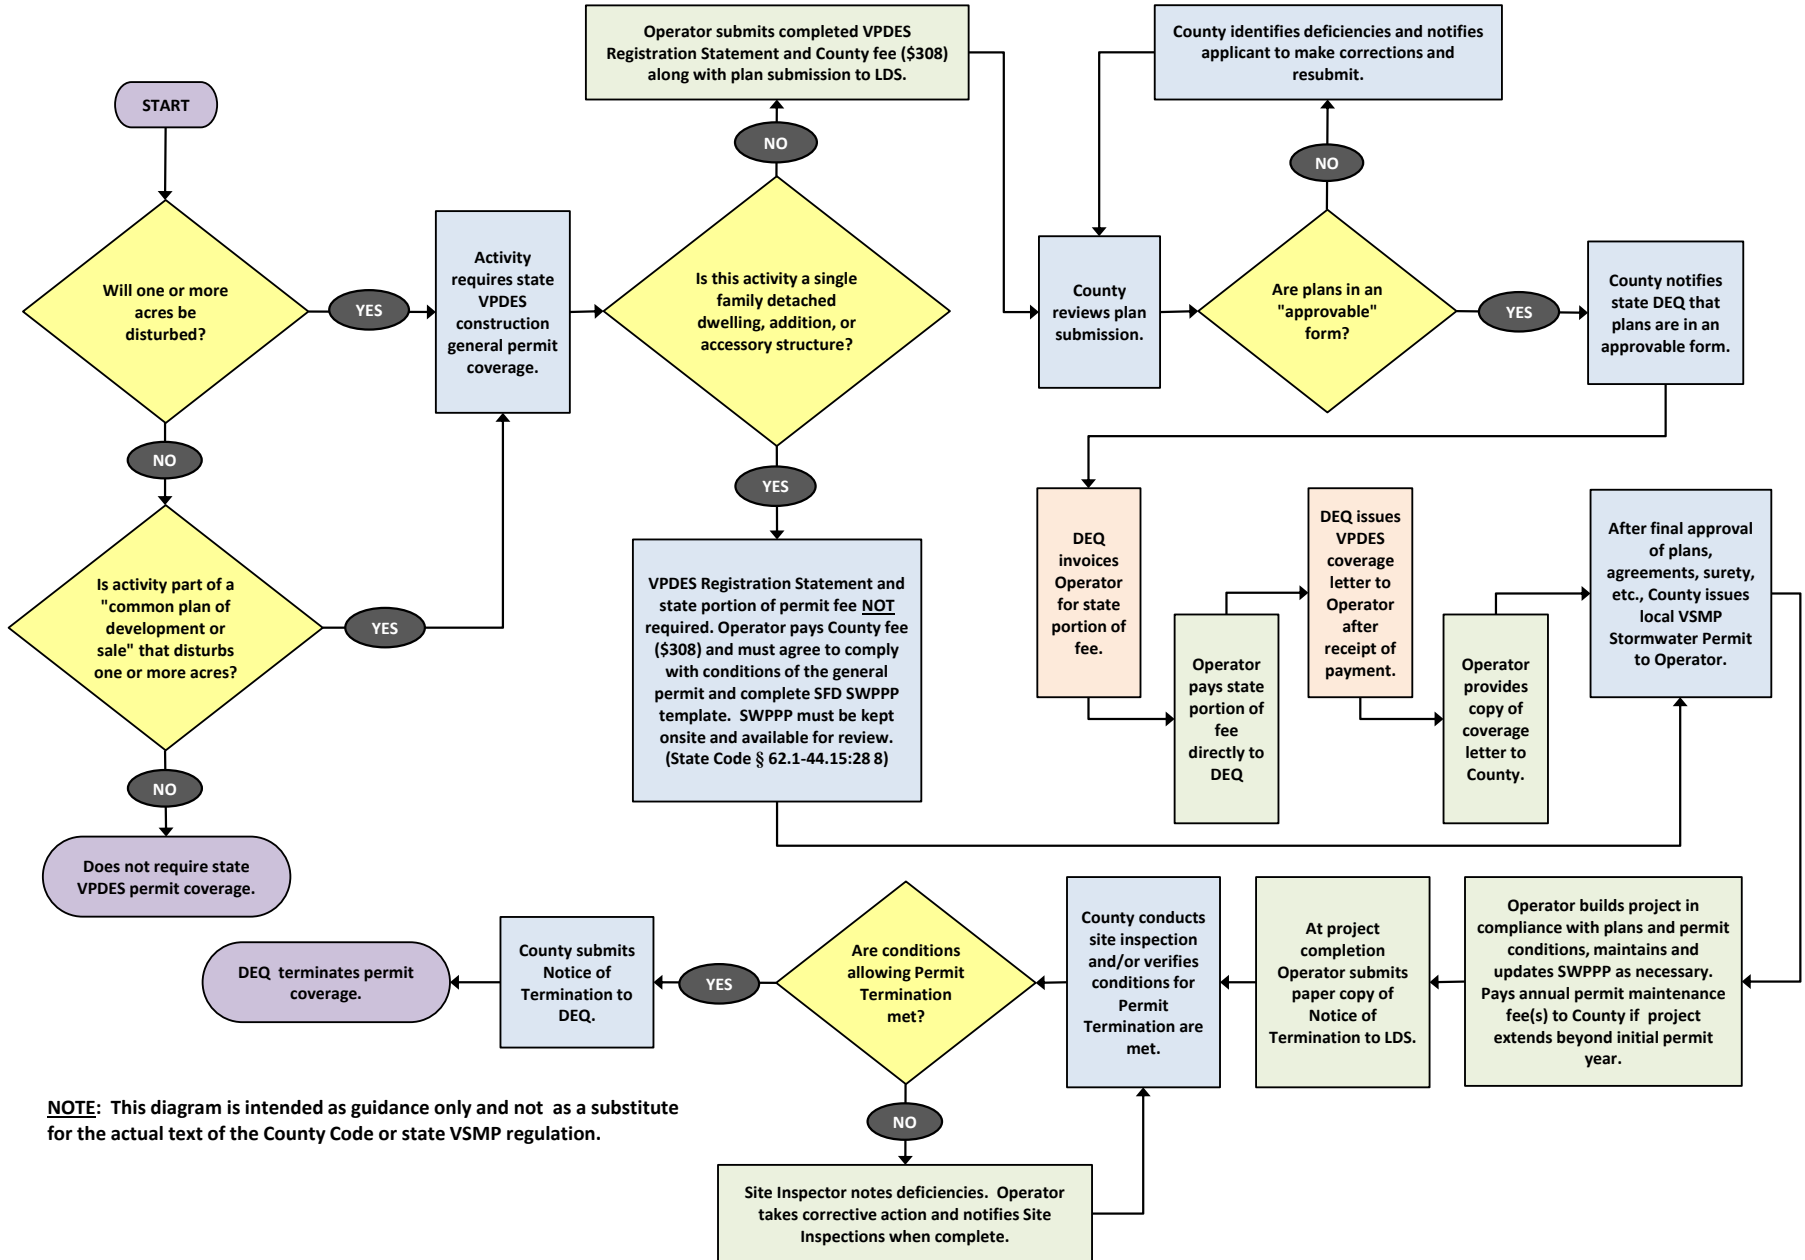 START
Will one or more
acres be
disturbed?
YES
NO
Is activity part of a
"common plan of
development or
sale" that disturbs
one or more acres?
YES
NO
Does not require state
VPDES permit coverage.
Activity
requires state
VPDES
construction
general permit
coverage.
Is this activity a single
family detached
dwelling, addition, or
accessory structure?
NO
Operator submits completed VPDES
Registration Statement and County fee ($308)
along with plan submission to LDS.
YES
VPDES Registration Statement and
state portion of permit fee NOT
required. Operator pays County fee
($308) and must agree to comply
with conditions of the general
permit and complete SFD SWPPP
template.  SWPPP must be kept
onsite and available for review.
(State Code § 62.1-44.15:28 8)
County
reviews plan
submission.
Are plans in an
"approvable"
form?
NO
County identifies deficiencies and notifies
applicant to make corrections and
resubmit.
YES
County notifies
state DEQ that
plans are in an
approvable form.
DEQ
invoices
Operator
for state
portion of
fee.
Operator
pays state
portion of
fee
directly to
DEQ
DEQ issues
VPDES
coverage
letter to
Operator
after
receipt of
payment.
Operator
provides
copy of
coverage
letter to
County.
After final approval
of plans,
agreements, surety,
etc., County issues
local VSMP
Stormwater Permit
to Operator.
Operator builds project in
compliance with plans and permit
conditions, maintains and
updates SWPPP as necessary.
Pays annual permit maintenance
fee(s) to County if  project
extends beyond initial permit
year.
At project
completion
Operator submits
paper copy of
Notice of
Termination to LDS.
County conducts
site inspection
and/or verifies
conditions for
Permit
Termination are
met.
Are conditions
allowing Permit
Termination
met?
YES
County submits
Notice of
Termination to
DEQ.
DEQ  terminates permit
coverage.
NO
Site Inspector notes deficiencies.  Operator
takes corrective action and notifies Site
Inspections when complete.
NOTE:  This diagram is intended as guidance only and not  as a substitute
for the actual text of the County Code or state VSMP regulation.